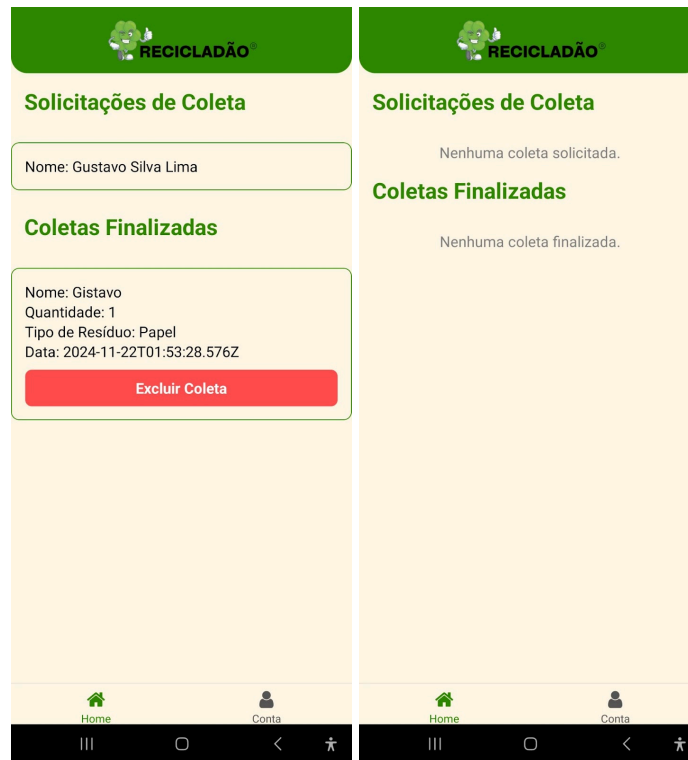 RECICLADÃO®
Solicitações de Coleta
Nome: Gustavo Silva Lima
Coletas Finalizadas
Nome: Gistavo
Quantidade: 1
Tipo de Resíduo: Papel
Data: 2024-11-22T01:53:28.576Z
Excluir Coleta
Home
Conta
RECICLADÃO®
Solicitações de Coleta
Nenhuma coleta solicitada.
Coletas Finalizadas
Nenhuma coleta finalizada.
Home
Conta